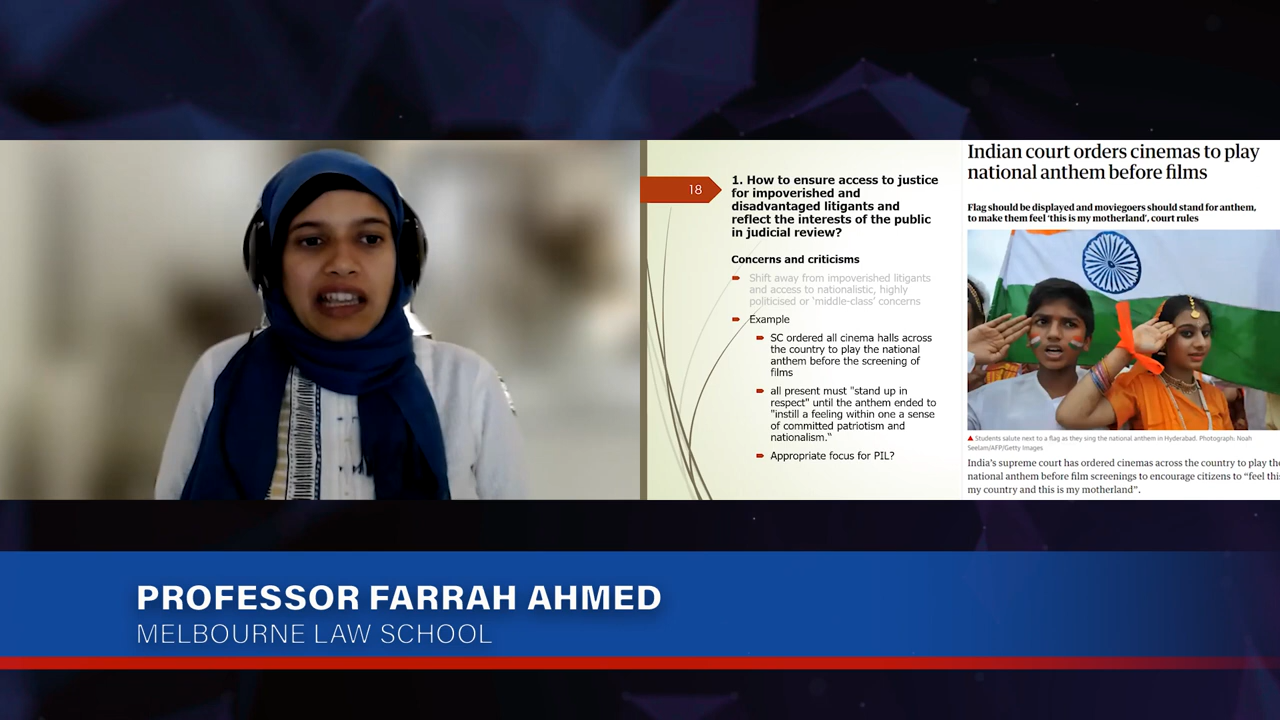 18
1. How to ensure access to justice
for impoverished and
disadvantaged litigants and
reflect the interests of the public
in judicial review?
Concerns and criticisms
Shift away from impoverished litigants
and access to nationalistic, highly
politicised or ‘middle-class’ concerns
Example
SC ordered all cinema halls across
the country to play the national
anthem before the screening of
films
all present must "stand up in
respect" until the anthem ended to
"instill a feeling within one a sense
of committed patriotism and
nationalism."
Appropriate focus for PIL?
Indian court orders cinemas to play
national anthem before films
Flag should be displayed and moviegoers should stand for anthem,
to make them feel ‘this is my motherland’, court rules
Students salute next to a flag as they sing the national anthem in Hyderabad. Photograph: Noah
Seelam/AFP/Getty Images
India’s supreme court has ordered cinemas across the country to play the
national anthem before film screenings to encourage citizens to “feel this
my country and this is my motherland”.
PROFESSOR FARRAH AHMED
MELBOURNE LAW SCHOOL